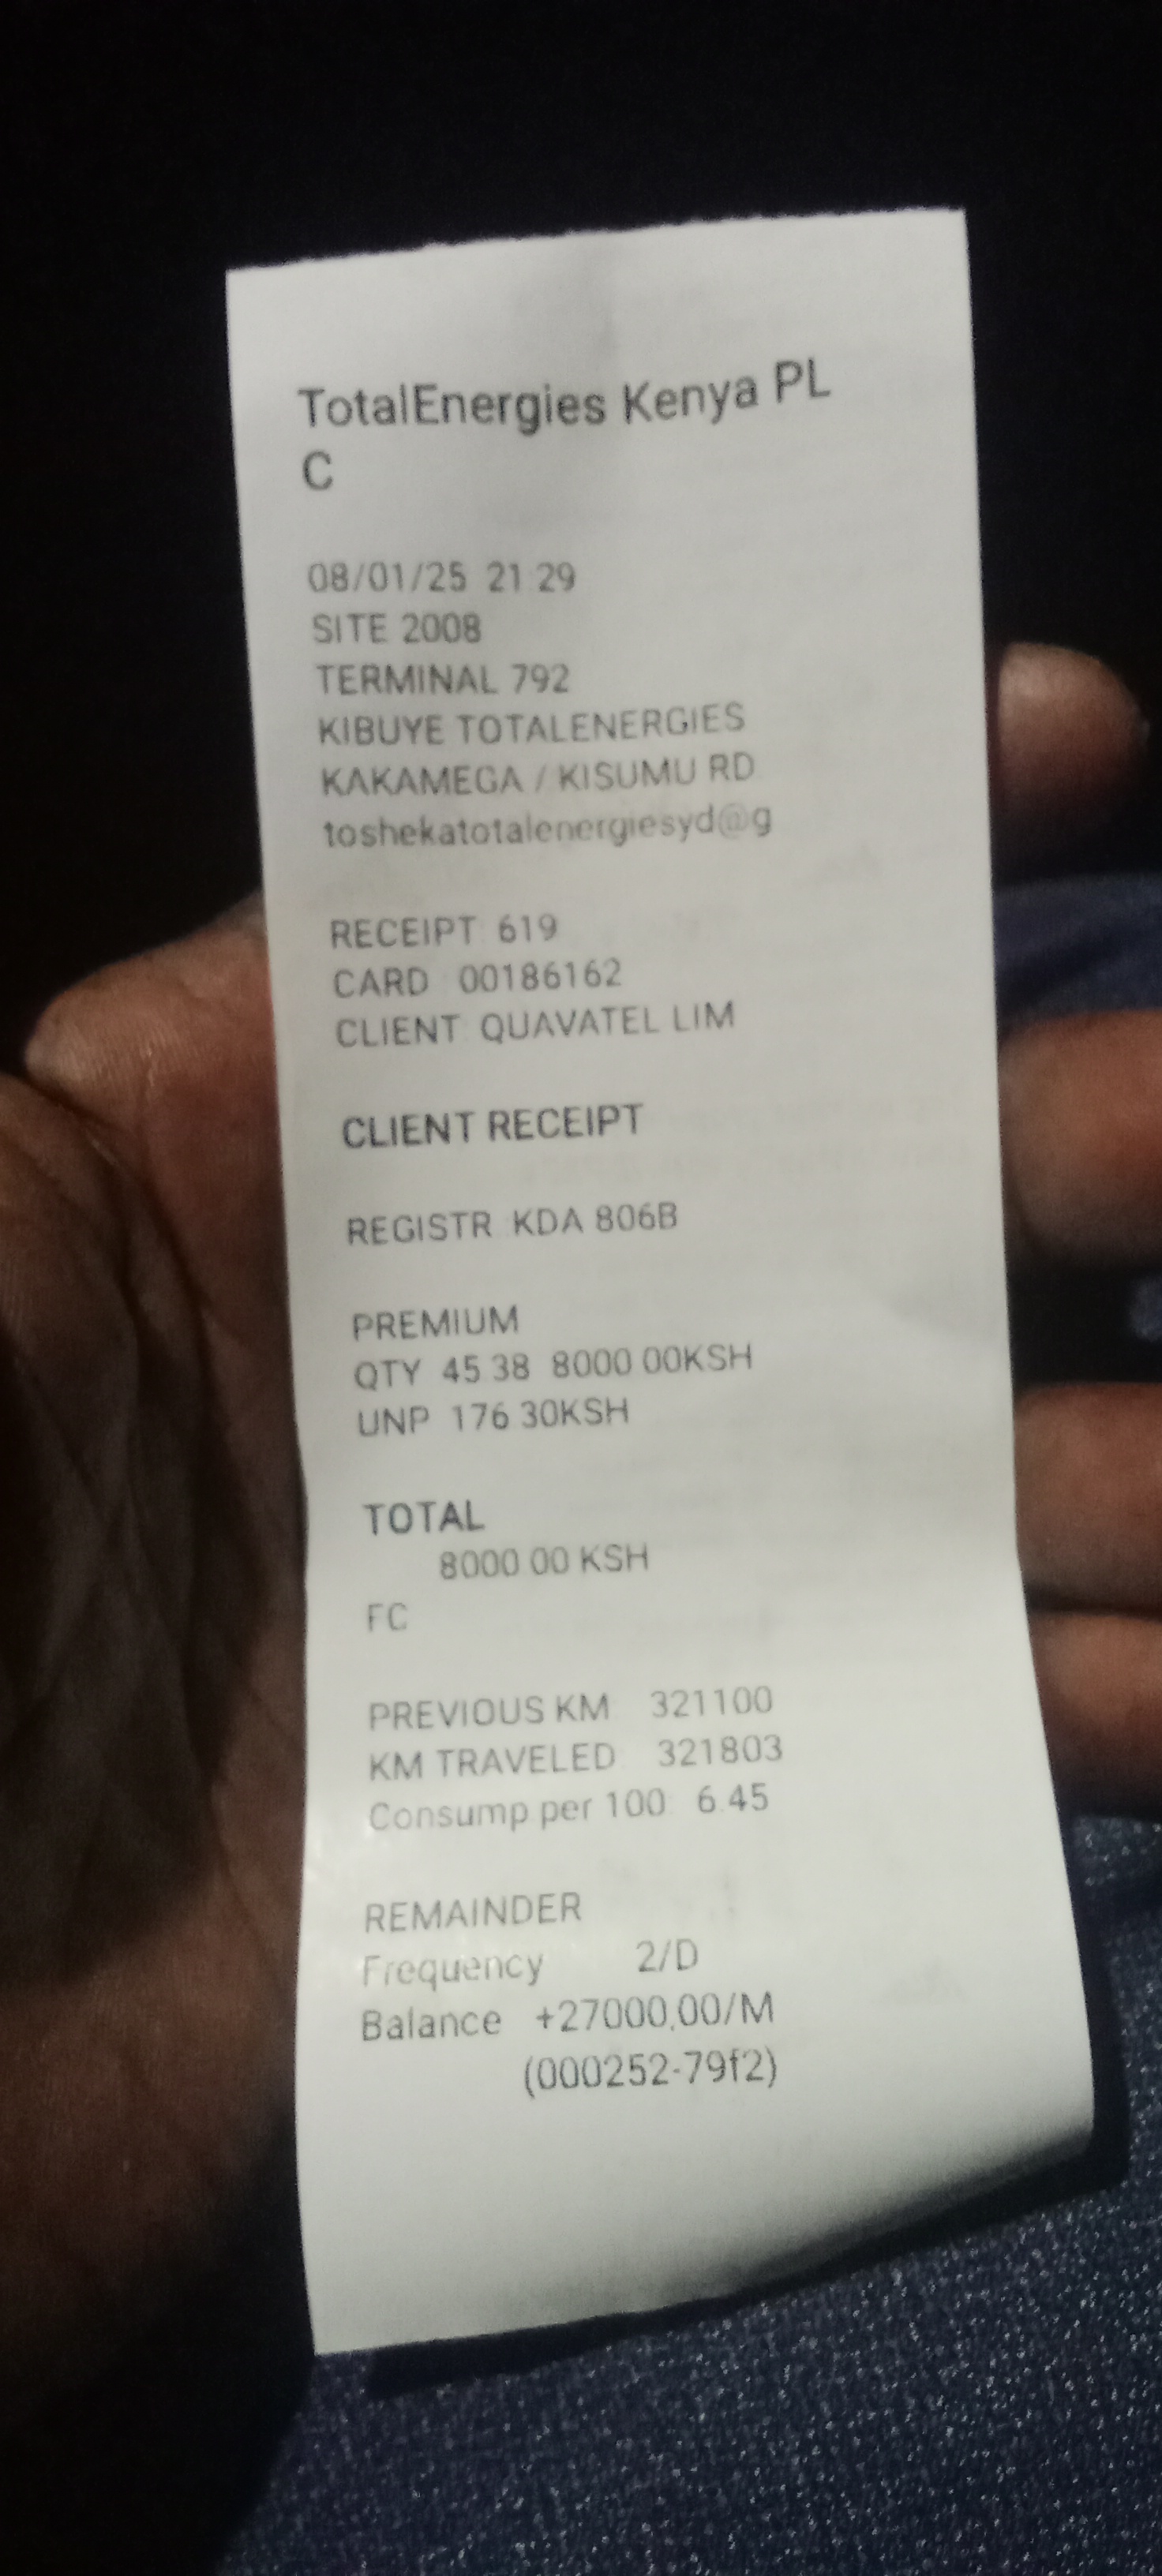 TotalEnergies Kenya PL
C
08/01/25 21 29
SITE 2008
TERMINAL 792
KIBUYE TOTALENERGIES
KAKAMEGA / KISUMU RD
toshekatotalenergiesyd@g
RECEIPT 619
CARD 00186162
CLIENT QUAVATEL LIM
CLIENT RECEIPT
REGISTR KDA 806B
PREMIUM
QTY 45 38 8000 00KSH
UNP 176 30KSH
TOTAL
8000 00 KSH
FC
PREVIOUS KM 321100
KM TRAVELED 321803
Consump per 100 6.45
REMAINDER
Frequency 2/D
Balance +27000,00/M
(000252-79f2)